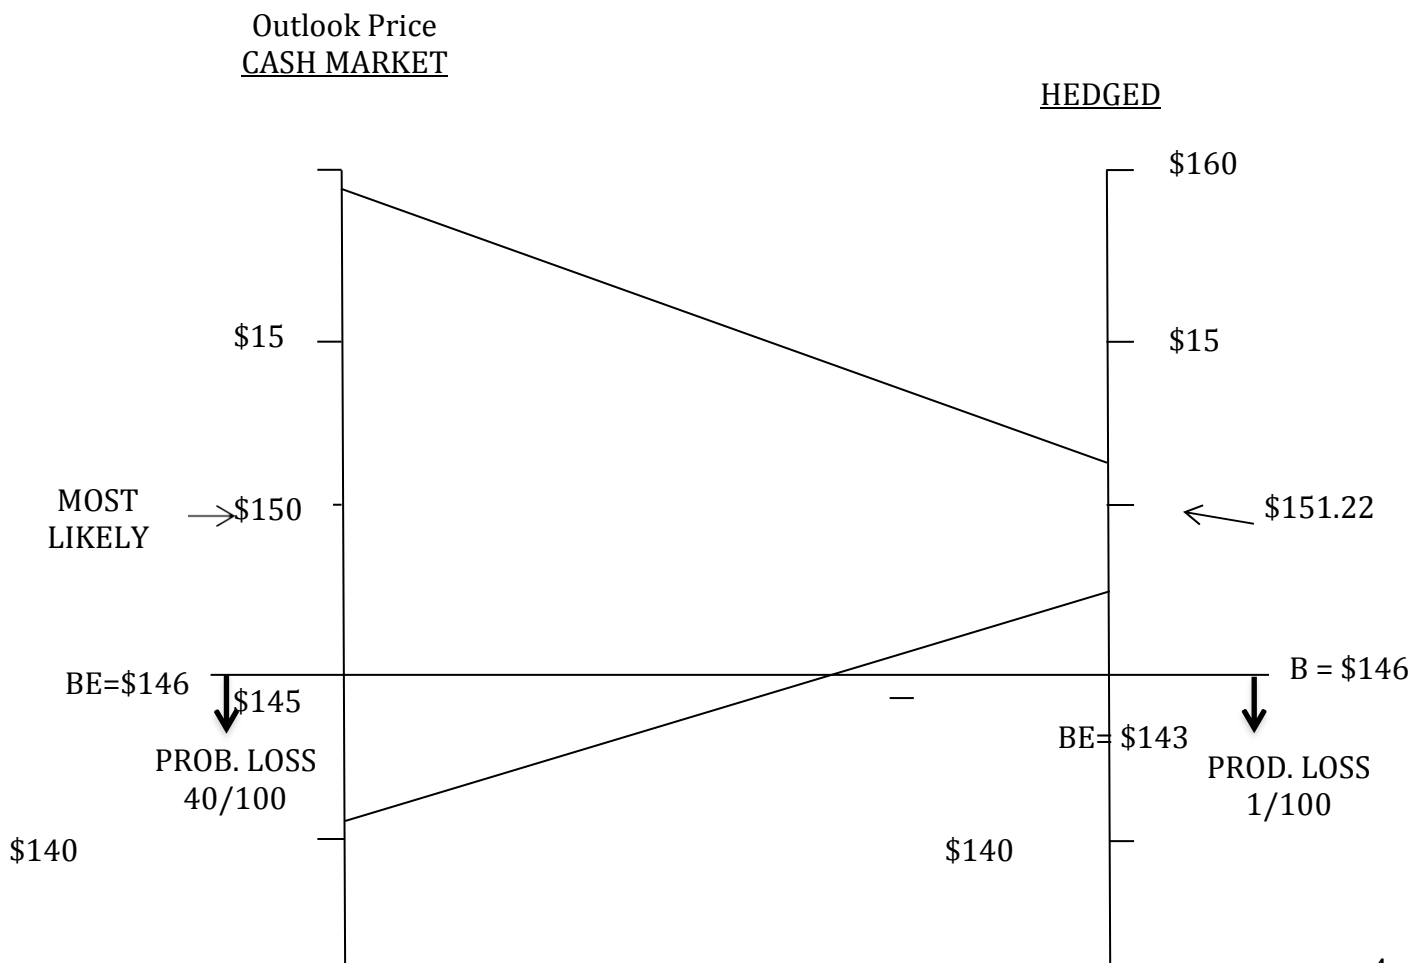 Outlook Price
CASH MARKET
HEDGED
$160
$15
$15
MOST
LIKELY
$150
$151.22
BE=$146
B = $146
$145
BE= $143
PROB. LOSS
40/100
PROD. LOSS
1/100
$140
$140